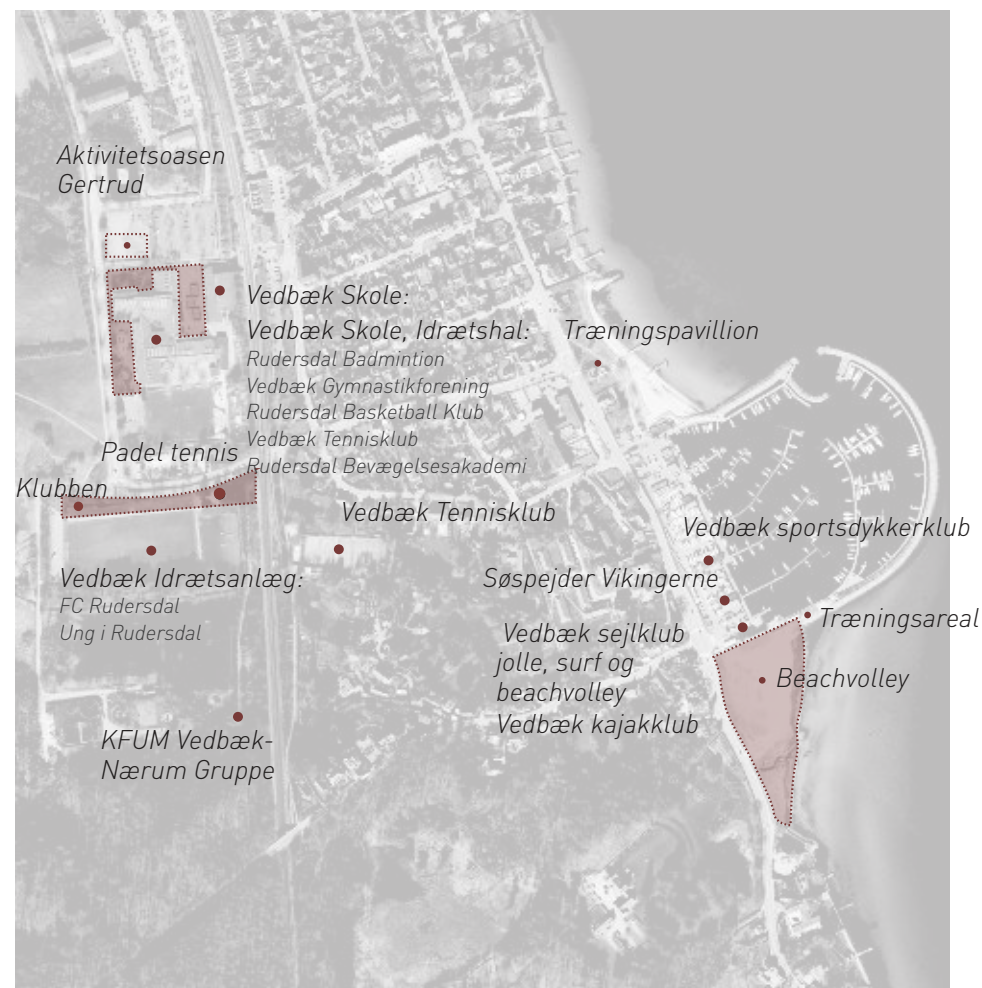 Aktivitetsoasen
Gertrud
Vedbæk Skole:
Vedbæk Skole, Idrætshal:
Rudersdal Badmintion
Vedbæk Gymnastikforening
Rudersdal Basketball Klub
Vedbæk Tennisklub
Rudersdal Bevægelsesakademi
Træningspavillion
Padel tennis
Klubben
Vedbæk Tennisklub
Vedbæk sportsdykkerklub
Vedbæk Idrætsanlæg:
FC Rudersdal
Ung i Rudersdal
Søspejder Vikingerne
Træningsareal
Vedbæk sejlklub
jolle, surf og
beachvolley
Vedbæk kajakklub
Beachvolley
KFUM Vedbæk-
Nærum Gruppe